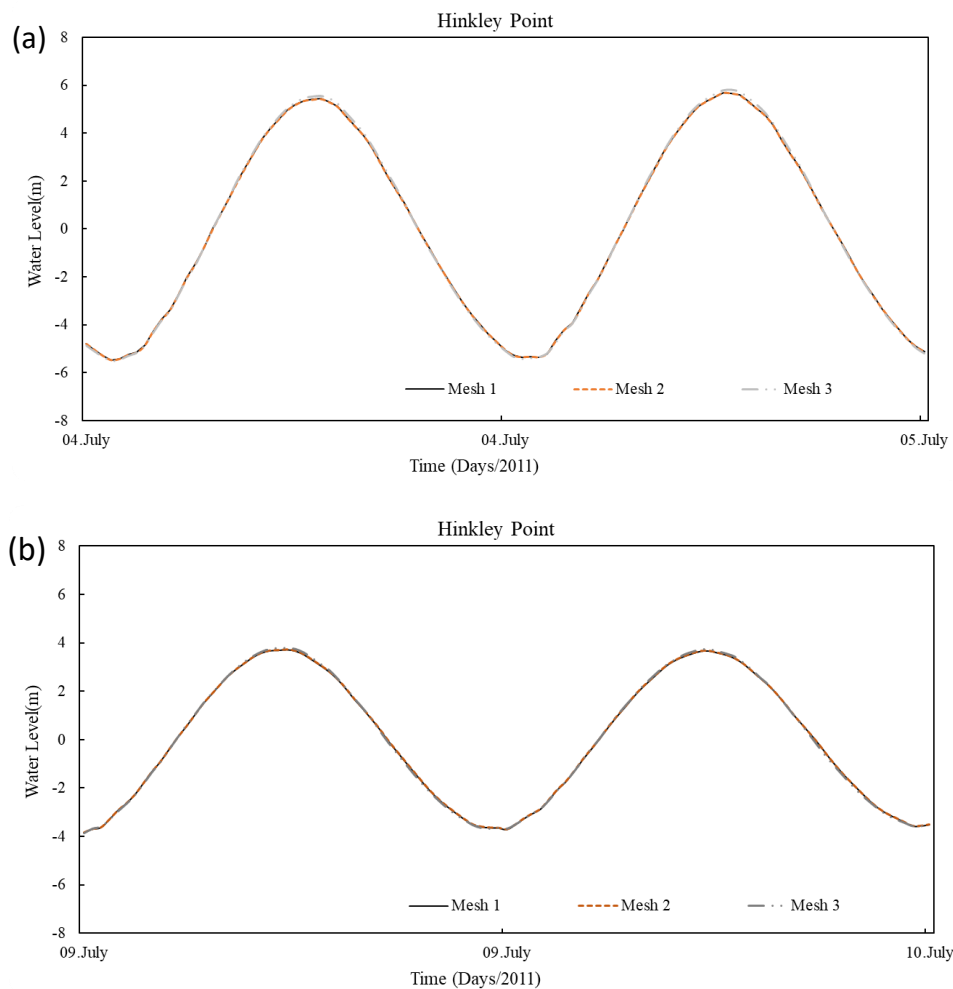 (a)
Hinkley Point
8
6
4
2
0
-2
-4
-6
-8
Water Level(m)
Mesh 1 Mesh 2 Mesh 3
04.July 04.July 05.July
Time (Days/2011)
(b)
Hinkley Point
8
6
4
2
0
-2
-4
-6
-8
Water Level(m)
Mesh 1 Mesh 2 Mesh 3
09.July 09.July 10.July
Time (Days/2011)